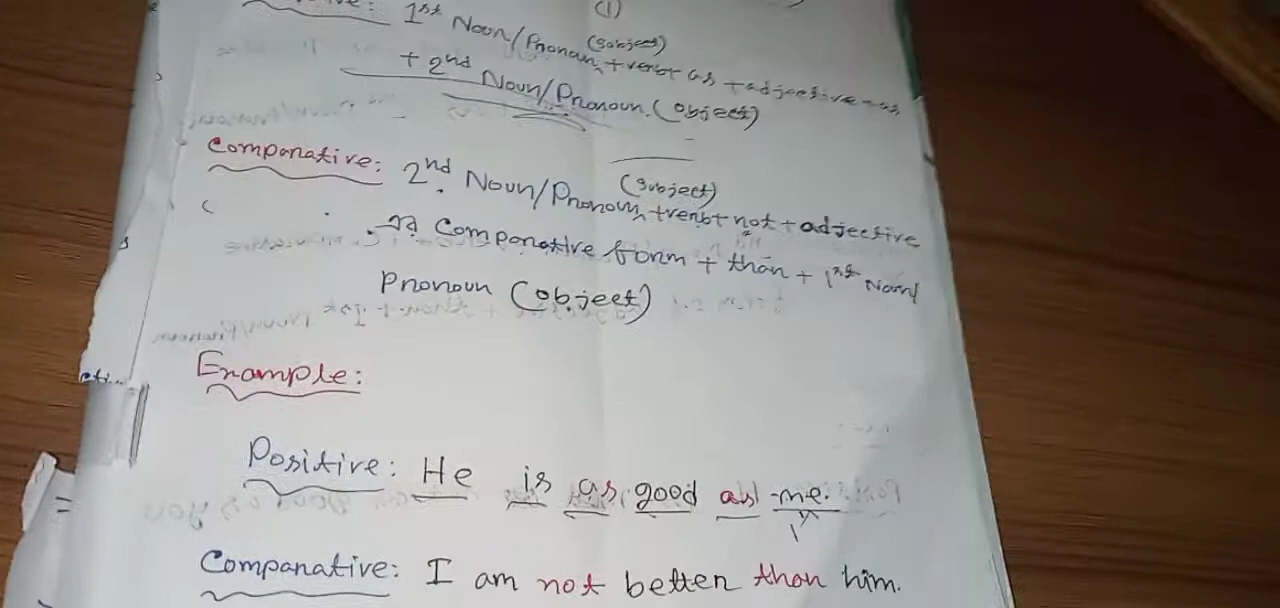 (1)
1st Noun/Pronoun (subject) + verb + as + adjective + as
+ 2nd Noun/Pronoun (object)
Comparative: 2nd Noun/Pronoun (subject) + verb + not + adjective
এর Comparative form + than + 1st Noun/
Pronoun (object)
Example:
Positive: He is as good as me.
I
Comparative: I am not better than him.